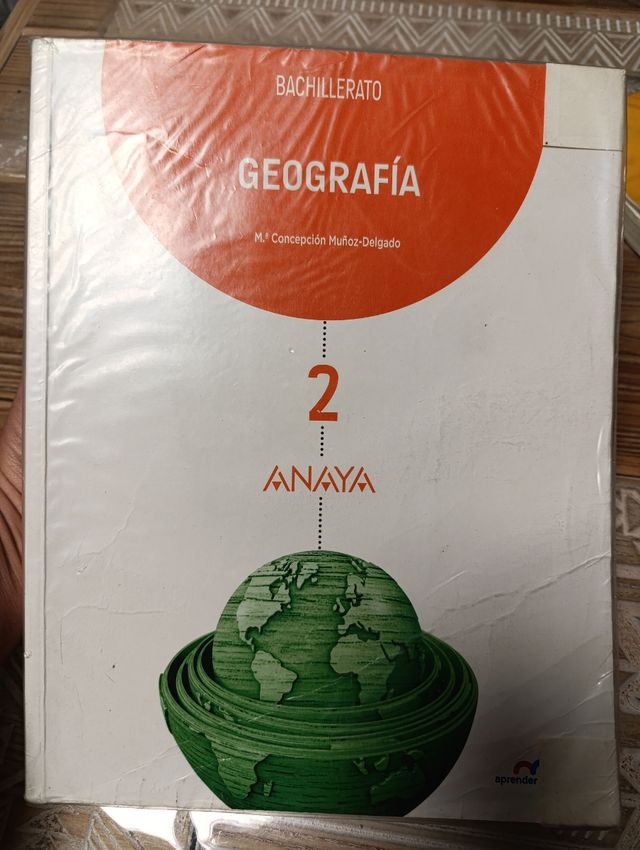 BACHILLERATO
GEOGRAFÍA
M.ª Concepción Muñoz-Delgado
2
ANAYA
aprender